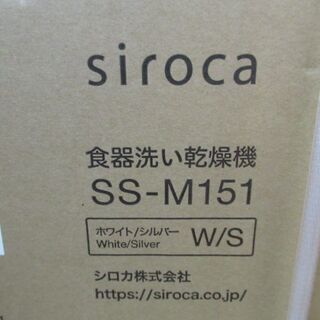 siroca
食器洗い乾燥機
SS-M151
ホワイト/シルバー
White/Silver
W/S
シロカ株式会社
https://siroca.co.jp/